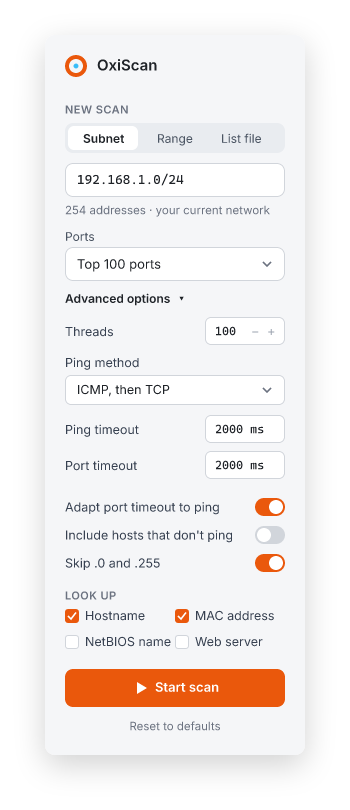 OxiScan
NEW SCAN
Subnet Range List file
192.168.1.0/24
254 addresses · your current network
Ports
Top 100 ports
Advanced options ▾
Threads 100 − +
Ping method
ICMP, then TCP
Ping timeout 2000 ms
Port timeout 2000 ms
Adapt port timeout to ping
Include hosts that don't ping
Skip .0 and .255
LOOK UP
Hostname MAC address
NetBIOS name Web server
Start scan
Reset to defaults